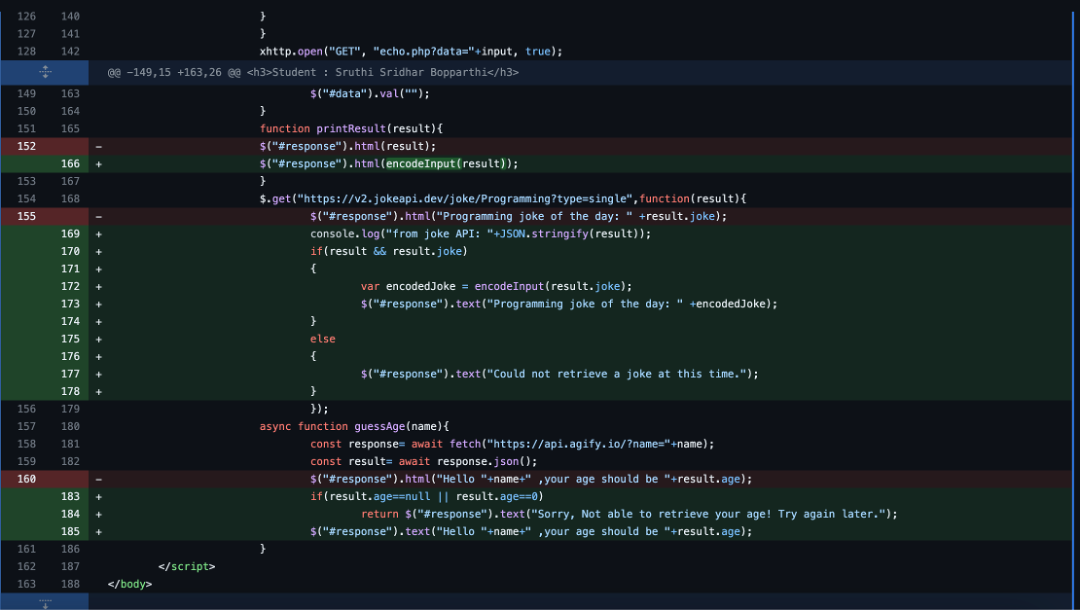 126 140 }
127 141 }
128 142 xhttp.open("GET", "echo.php?data="+input, true);
@@ -149,15 +163,26 @@ <h3>Student : Sruthi Sridhar Bopparthi</h3>
149 163 $("#data").val("");
150 164 }
151 165 function printResult(result){
152 - $("#response").html(result);
166 + $("#response").html(encodeInput(result));
153 167 }
154 168 $.get("https://v2.jokeapi.dev/joke/Programming?type=single",function(result){
155 - $("#response").html("Programming joke of the day: " +result.joke);
169 + console.log("from joke API: "+JSON.stringify(result));
170 + if(result && result.joke)
171 + {
172 + var encodedJoke = encodeInput(result.joke);
173 + $("#response").text("Programming joke of the day: " +encodedJoke);
174 + }
175 + else
176 + {
177 + $("#response").text("Could not retrieve a joke at this time.");
178 + }
156 179 });
157 180 async function guessAge(name){
158 181 const response= await fetch("https://api.agify.io/?name="+name);
159 182 const result= await response.json();
160 - $("#response").html("Hello "+name+" ,your age should be "+result.age);
183 + if(result.age==null || result.age==0)
184 + return $("#response").text("Sorry, Not able to retrieve your age! Try again later.");
185 + $("#response").text("Hello "+name+" ,your age should be "+result.age);
161 186 }
162 187 </script>
163 188 </body>